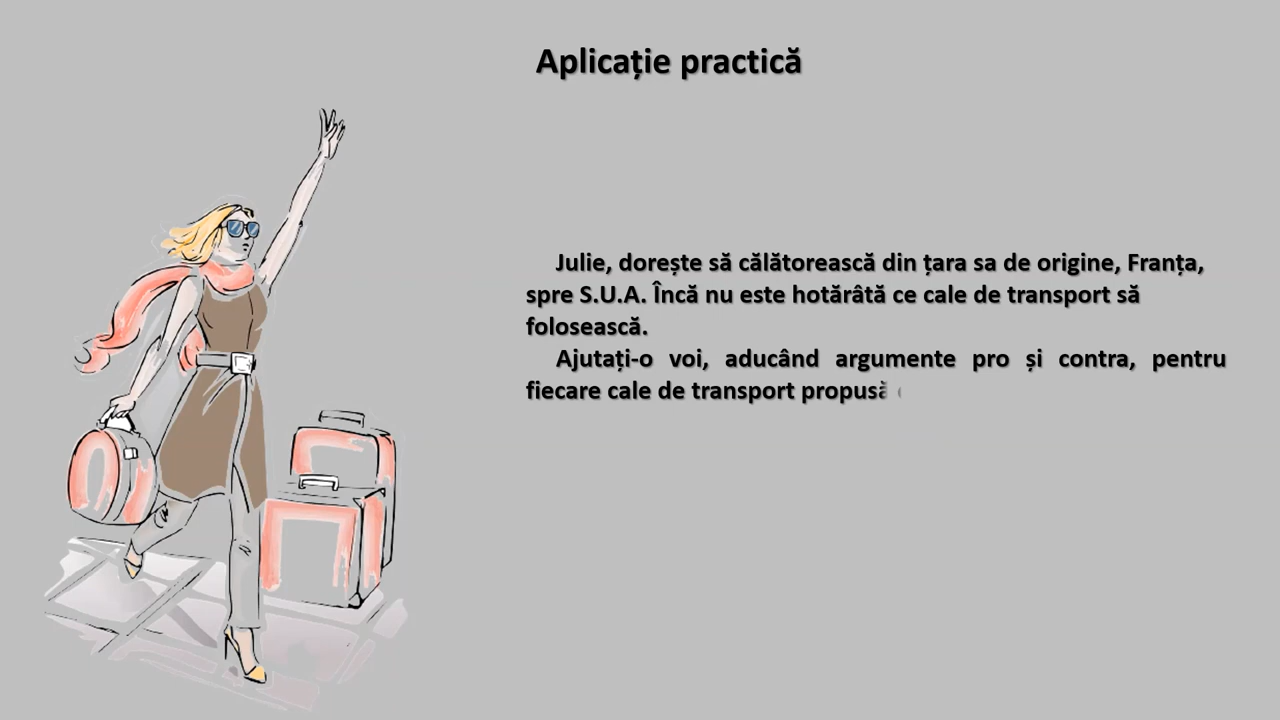 Aplicație practică
Julie, dorește să călătorească din țara sa de origine, Franța,
spre S.U.A. Încă nu este hotărâtă ce cale de transport să
folosească.
Ajutați-o voi, aducând argumente pro și contra, pentru
fiecare cale de transport propusă